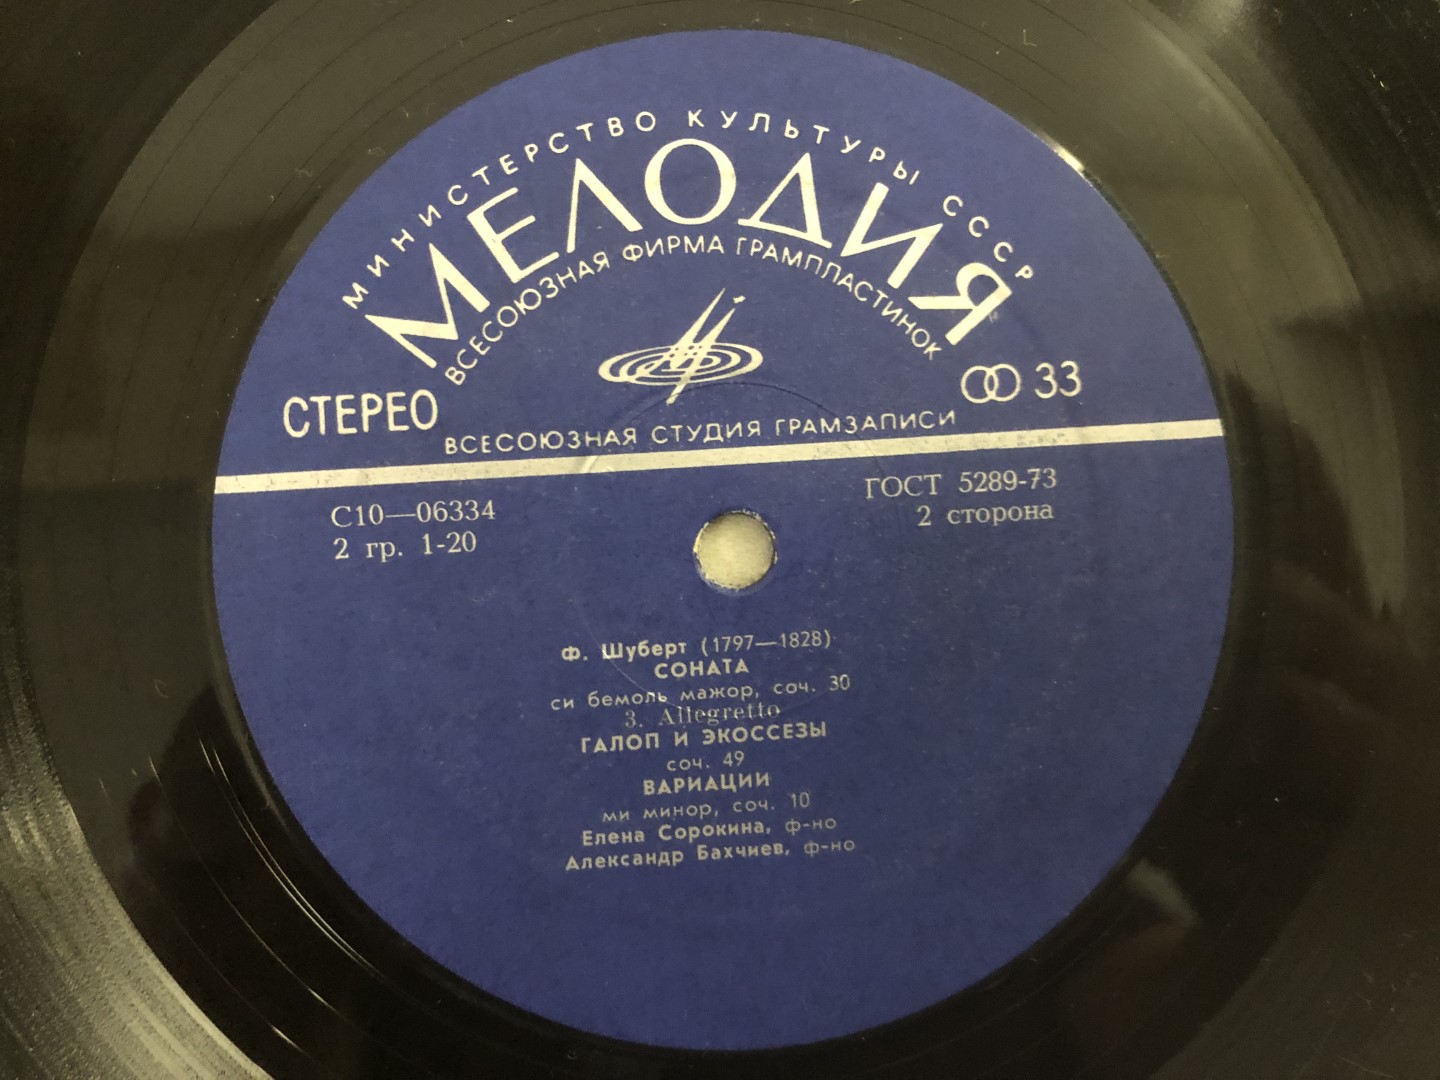 МИНИСТЕРСТВО КУЛЬТУРЫ СССР
МЕЛОДИЯ
ВСЕСОЮЗНАЯ ФИРМА ГРАМПЛАСТИНОК
СТЕРЕО
33
ВСЕСОЮЗНАЯ СТУДИЯ ГРАМЗАПИСИ
С10—06334
ГОСТ 5289-73
2 гр. 1-20
2 сторона
Ф. Шуберт (1797—1828)
СОНАТА
си бемоль мажор, соч. 30
3. Allegretto
ГАЛОП И ЭКОССЕЗЫ
соч. 49
ВАРИАЦИИ
ми минор, соч. 10
Елена Сорокина, ф-но
Александр Бахчиев, ф-но